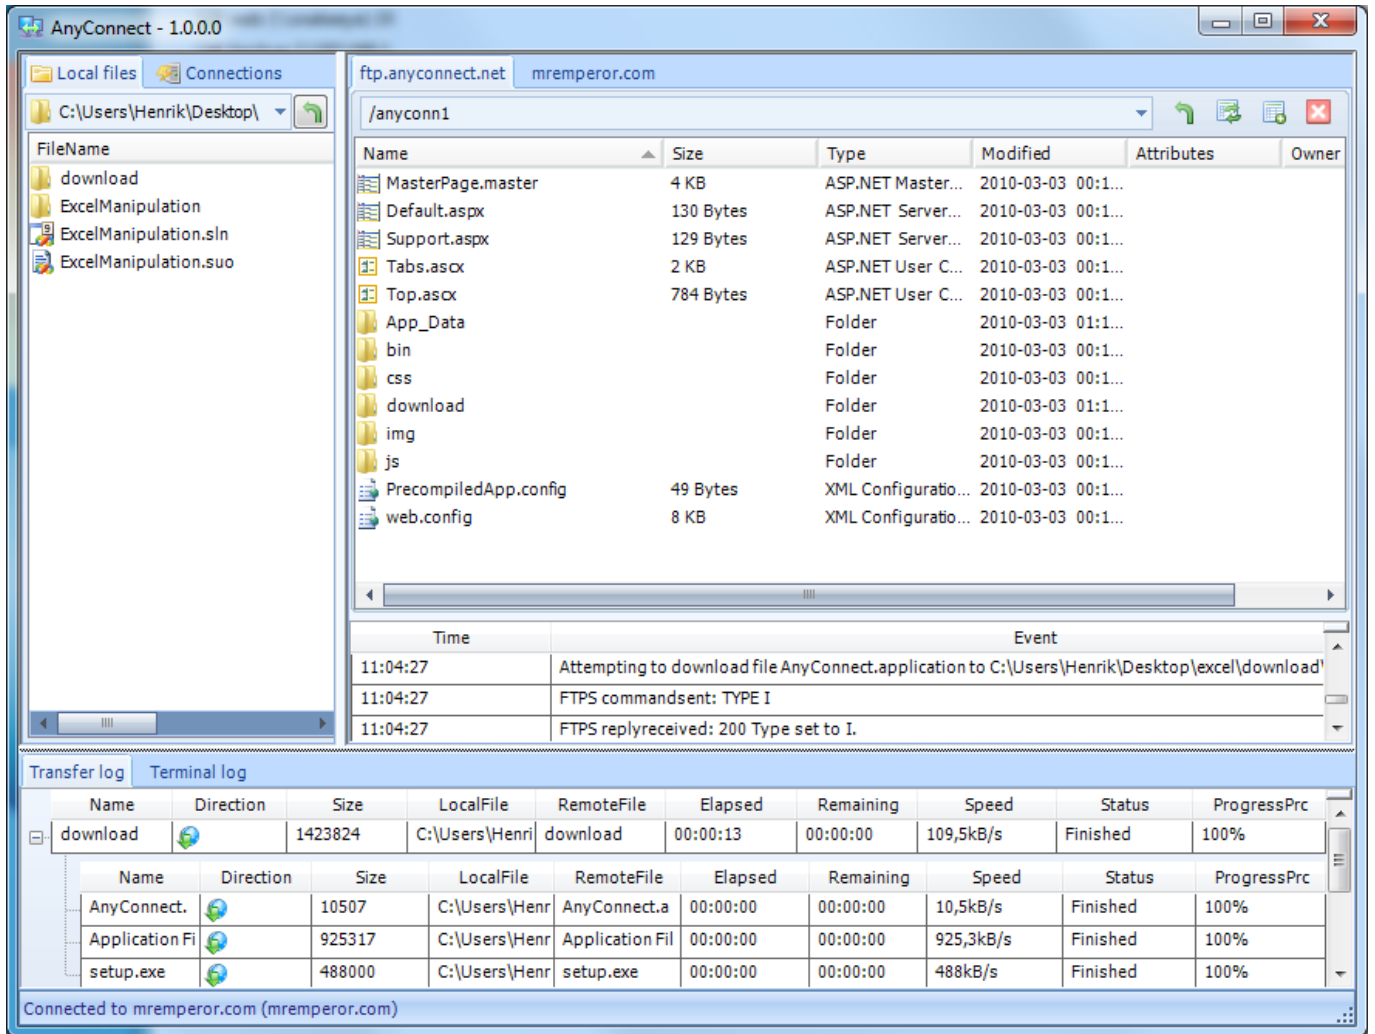 AnyConnect - 1.0.0.0
Local files Connections
C:\Users\Henrik\Desktop\
FileName
download
ExcelManipulation
ExcelManipulation.sln
ExcelManipulation.suo
ftp.anyconnect.net mremperor.com
/anyconn1
Name Size Type Modified Attributes Owner
MasterPage.master 4 KB ASP.NET Master... 2010-03-03 00:1...
Default.aspx 130 Bytes ASP.NET Server... 2010-03-03 00:1...
Support.aspx 129 Bytes ASP.NET Server... 2010-03-03 00:1...
Tabs.ascx 2 KB ASP.NET User C... 2010-03-03 00:1...
Top.ascx 784 Bytes ASP.NET User C... 2010-03-03 00:1...
App_Data Folder 2010-03-03 01:1...
bin Folder 2010-03-03 00:1...
css Folder 2010-03-03 00:1...
download Folder 2010-03-03 01:1...
img Folder 2010-03-03 00:1...
js Folder 2010-03-03 00:1...
PrecompiledApp.config 49 Bytes XML Configuratio... 2010-03-03 00:1...
web.config 8 KB XML Configuratio... 2010-03-03 00:1...
Time Event
11:04:27 Attempting to download file AnyConnect.application to C:\Users\Henrik\Desktop\excel\download\
11:04:27 FTPS commandsent: TYPE I
11:04:27 FTPS replyreceived: 200 Type set to I.
Transfer log Terminal log
Name Direction Size LocalFile RemoteFile Elapsed Remaining Speed Status ProgressPrc
download 1423824 C:\Users\Henri download 00:00:13 00:00:00 109,5kB/s Finished 100%
Name Direction Size LocalFile RemoteFile Elapsed Remaining Speed Status ProgressPrc
AnyConnect. 10507 C:\Users\Henr AnyConnect.a 00:00:00 00:00:00 10,5kB/s Finished 100%
Application Fi 925317 C:\Users\Henr Application Fil 00:00:00 00:00:00 925,3kB/s Finished 100%
setup.exe 488000 C:\Users\Henr setup.exe 00:00:00 00:00:00 488kB/s Finished 100%
Connected to mremperor.com (mremperor.com)